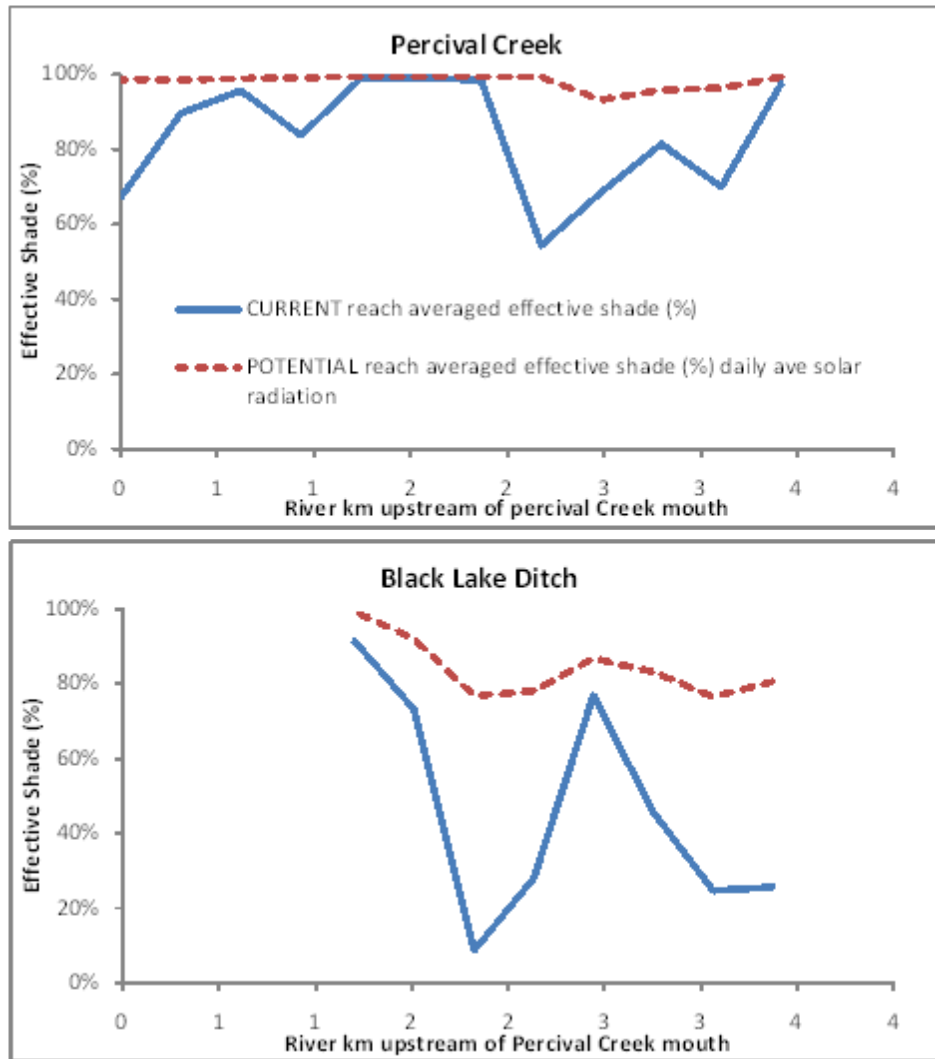 Percival Creek
100%
80%
60%
40%
20%
0%
Effective Shade (%)
CURRENT reach averaged effective shade (%)
POTENTIAL reach averaged effective shade (%) daily ave solar
radiation
0 1 1 2 2 3 3 4 4
River km upstream of percival Creek mouth
Black Lake Ditch
100%
80%
60%
40%
20%
0%
Effective Shade (%)
0 1 1 2 2 3 3 4 4
River km upstream of Percival Creek mouth